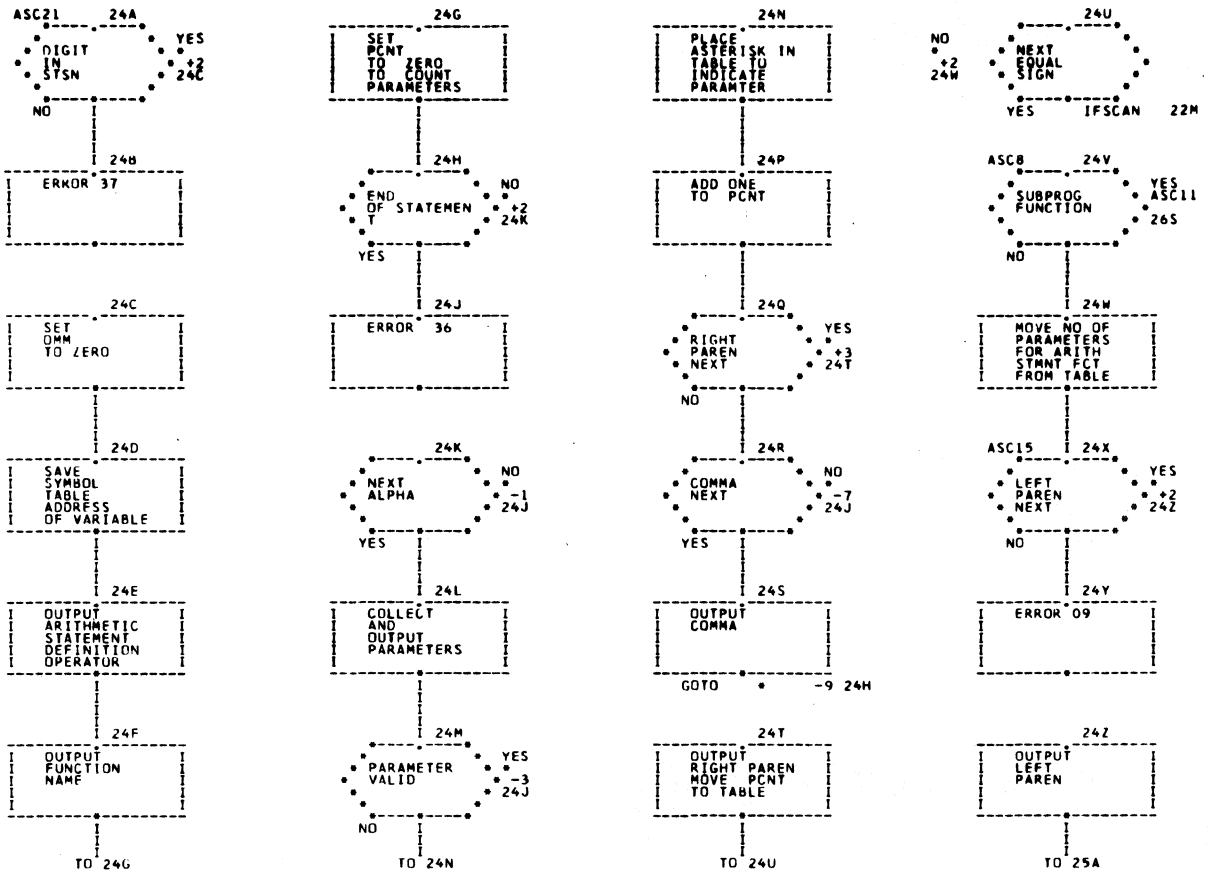 ASC21 24A
DIGIT
IN
STSN
YES
+2
24C
NO
24B
ERROR 37
24C
SET
OMM
TO ZERO
24D
SAVE
SYMBOL
TABLE
ADDRESS
OF VARIABLE
24E
OUTPUT
ARITHMETIC
STATEMENT
DEFINITION
OPERATOR
24F
OUTPUT
FUNCTION
NAME
TO 24G
24G
SET
PCNT
TO ZERO
TO COUNT
PARAMETERS
24H
END
OF STATEMEN
T
NO
+2
24K
YES
24J
ERROR 36
24K
NEXT
ALPHA
NO
-1
24J
YES
24L
COLLECT
AND
OUTPUT
PARAMETERS
24M
PARAMETER
VALID
YES
-3
24J
NO
TO 24N
24N
PLACE
ASTERISK IN
TABLE TO
INDICATE
PARAMTER
24P
ADD ONE
TO PCNT
24Q
RIGHT
PAREN
NEXT
YES
+3
24T
NO
24R
COMMA
NEXT
NO
-7
24J
YES
24S
OUTPUT
COMMA
GOTO * -9 24H
24T
OUTPUT
RIGHT PAREN
MOVE PCNT
TO TABLE
TO 24U
24U
NO
+2
24W
NEXT
EQUAL
SIGN
YES IFSCAN 22M
ASC8 24V
SUBPROG
FUNCTION
YES
ASC11
26S
NO
24W
MOVE NO OF
PARAMETERS
FOR ARITH
STMNT FCT
FROM TABLE
ASC15 24X
LEFT
PAREN
NEXT
YES
+2
24Z
NO
24Y
ERROR 09
24Z
OUTPUT
LEFT
PAREN
TO 25A